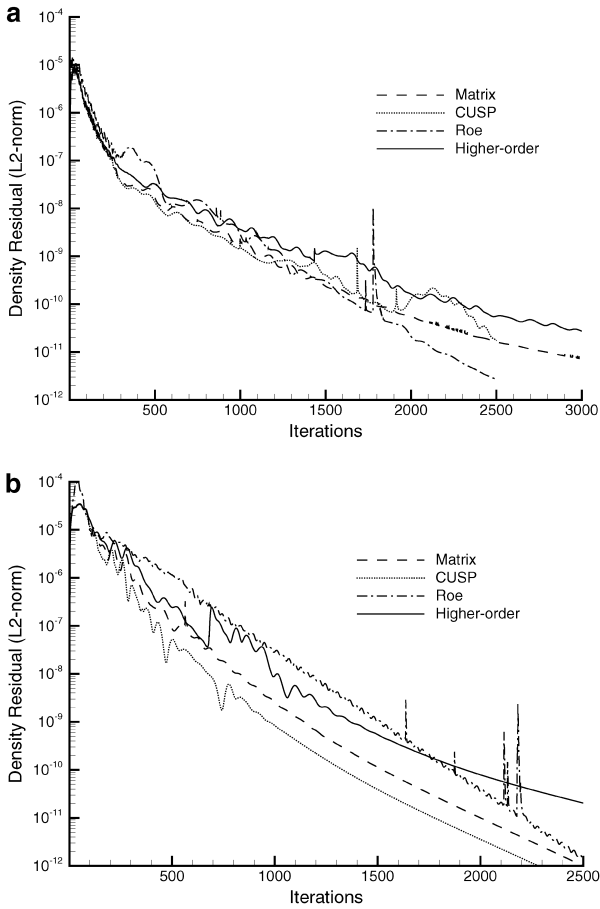 a
10-4
10-5
10-6
10-7
10-8
10-9
10-10
10-11
10-12
Density Residual (L2-norm)
Matrix
CUSP
Roe
Higher-order
500 1000 1500 2000 2500 3000
Iterations
b
10-4
10-5
10-6
10-7
10-8
10-9
10-10
10-11
10-12
Density Residual (L2-norm)
Matrix
CUSP
Roe
Higher-order
500 1000 1500 2000 2500
Iterations